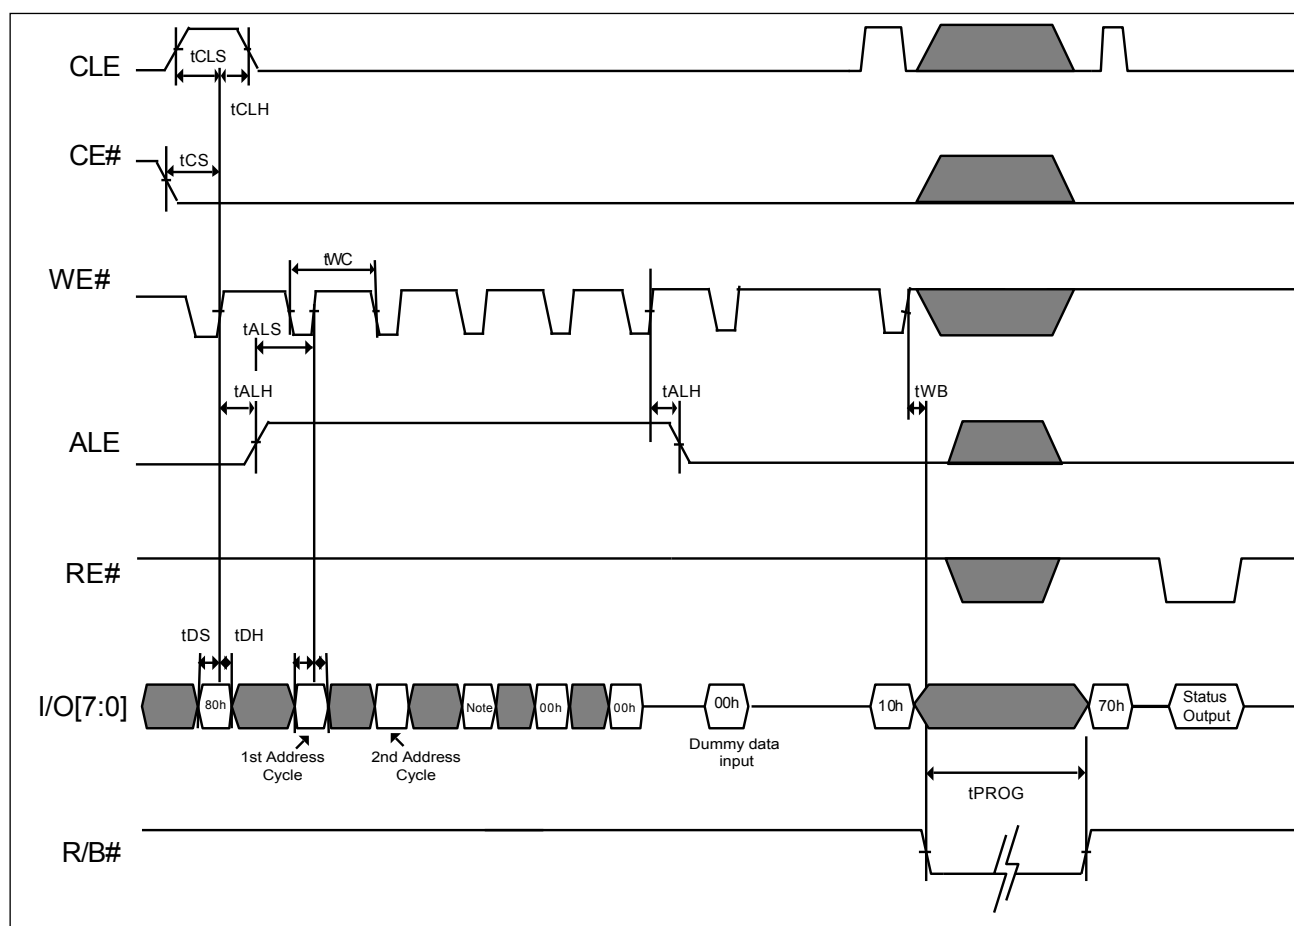 CLE
tCLS
tCLH
CE#
tCS
WE#
tWC
tALS
tALH
tALH
tWB
ALE
RE#
tDS
tDH
I/O[7:0]
80h
Note
00h
00h
00h
10h
70h
Status
Output
1st Address
Cycle
2nd Address
Cycle
Dummy data
input
tPROG
R/B#